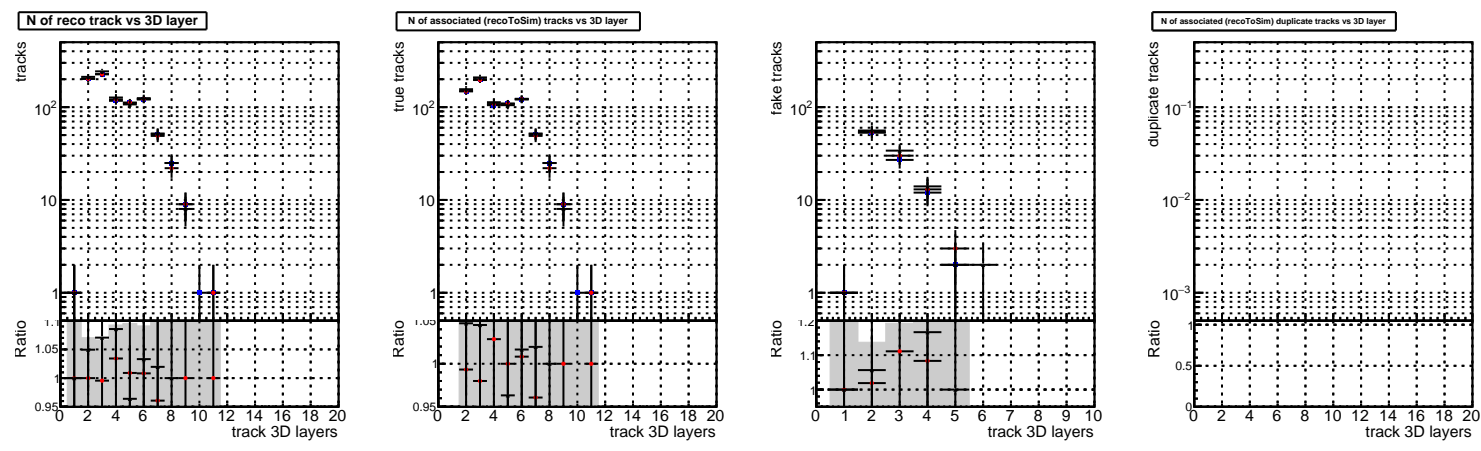 N of reco track vs 3D layer
tracks
10²
10
1
Ratio
1.1
1.05
1
0.95
0 2 4 6 8 10 12 14 16 18 20
track 3D layers
N of associated (recoToSim) tracks vs 3D layer
true tracks
10²
10
1
Ratio
1.05
1
0.95
0 2 4 6 8 10 12 14 16 18 20
track 3D layers
fake tracks
10²
10
1
Ratio
1.2
1.1
1
0 1 2 3 4 5 6 7 8 9 10
track 3D layers
N of associated (recoToSim) duplicate tracks vs 3D layer
duplicate tracks
10⁻¹
10⁻²
10⁻³
Ratio
1
0.5
0
0 2 4 6 8 10 12 14 16 18 20
track 3D layers